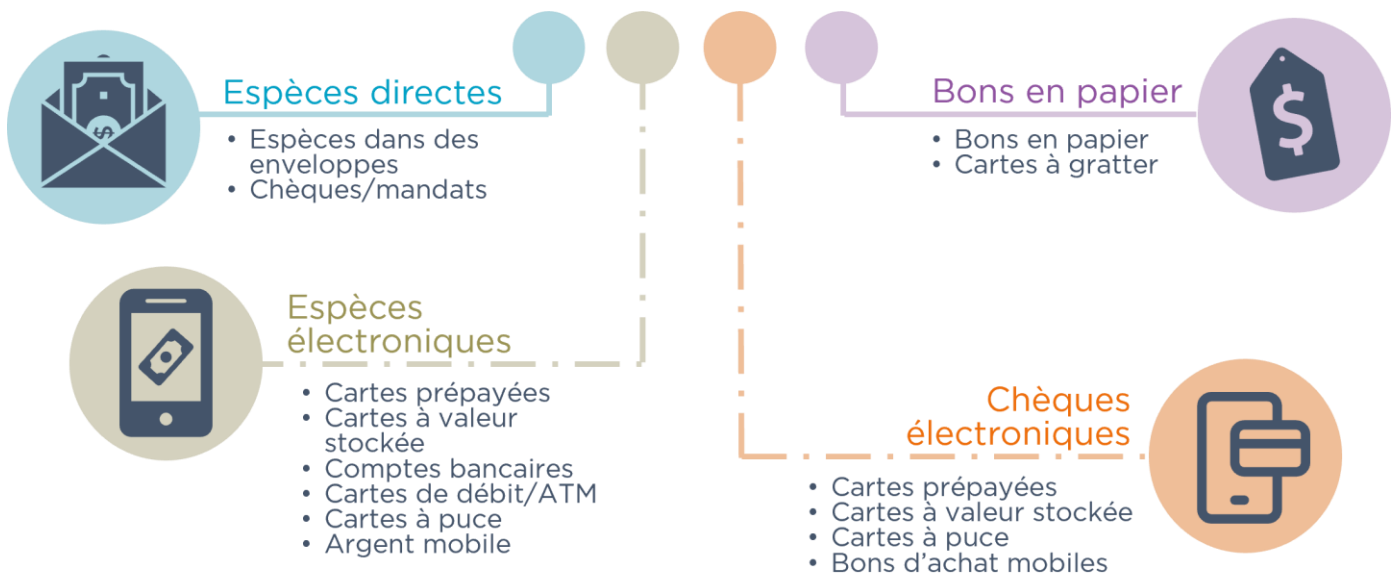 Espèces directes
• Espèces dans des
enveloppes
• Chèques/mandats
Bons en papier
• Bons en papier
• Cartes à gratter
$
$
Espèces
électroniques
• Cartes prépayées
• Cartes à valeur
stockée
• Comptes bancaires
• Cartes de débit/ATM
• Cartes à puce
• Argent mobile
Chèques
électroniques
• Cartes prépayées
• Cartes à valeur stockée
• Cartes à puce
• Bons d'achat mobiles